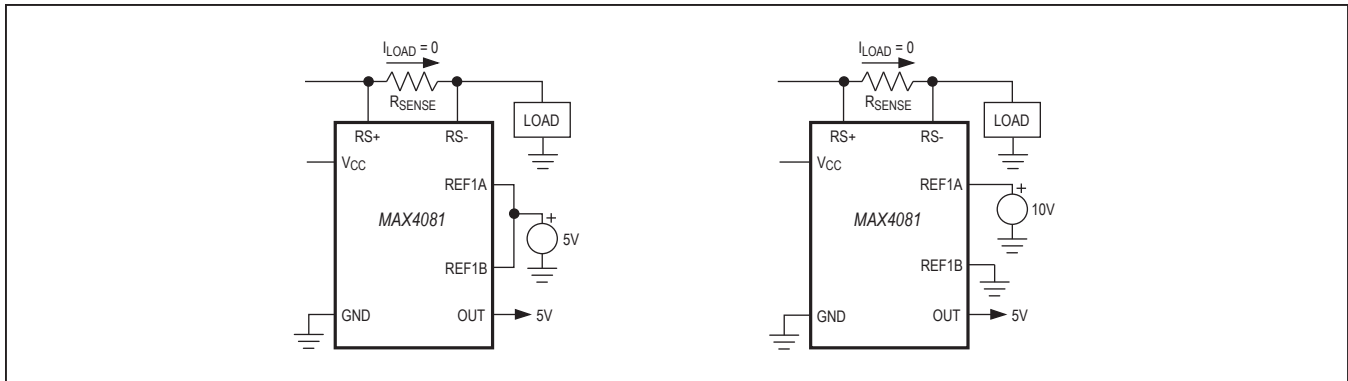 ILOAD = 0
RSENSE
LOAD
RS+ RS-
VCC
REF1A
MAX4081
5V
REF1B
GND OUT 5V
ILOAD = 0
RSENSE
LOAD
RS+ RS-
VCC
REF1A
10V
MAX4081
REF1B
GND OUT 5V